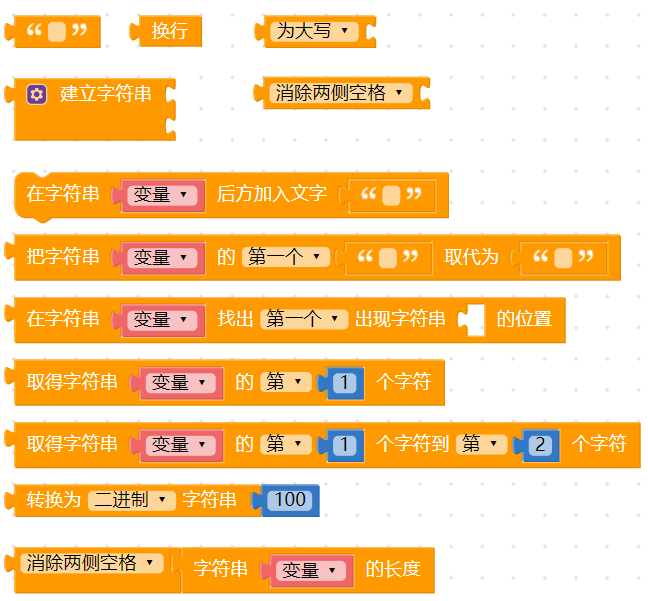 “ ” 换行 为大写
建立字符串 消除两侧空格
在字符串 变量 后方加入文字 “ ”
把字符串 变量 的 第一个 “ ” 取代为 “ ”
在字符串 变量 找出 第一个 出现字符串 的位置
取得字符串 变量 的 第 1 个字符
取得字符串 变量 的 第 1 个字符到 第 2 个字符
转换为 二进制 字符串 100
消除两侧空格 字符串 变量 的长度